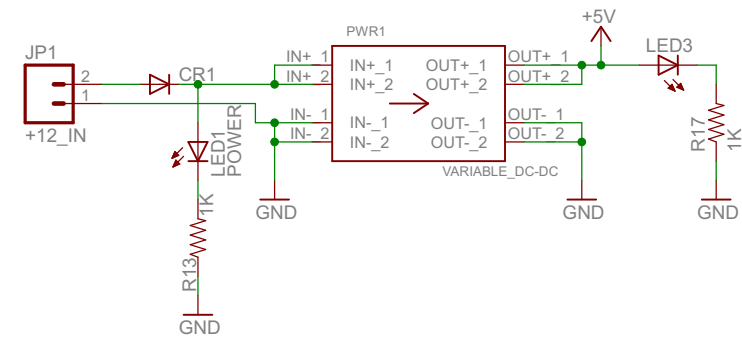 PWR1
+5V
JP1
2
1
+12_IN
CR1
LED1
POWER
1K
R13
GND
IN+_1
IN+_2
IN-_1
IN-_2
GND
IN+_1
IN+_2
IN-_1
IN-_2
OUT+_1
OUT+_2
OUT-_1
OUT-_2
VARIABLE_DC-DC
OUT+_1
OUT+_2
OUT-_1
OUT-_2
GND
LED3
R17
1K
GND